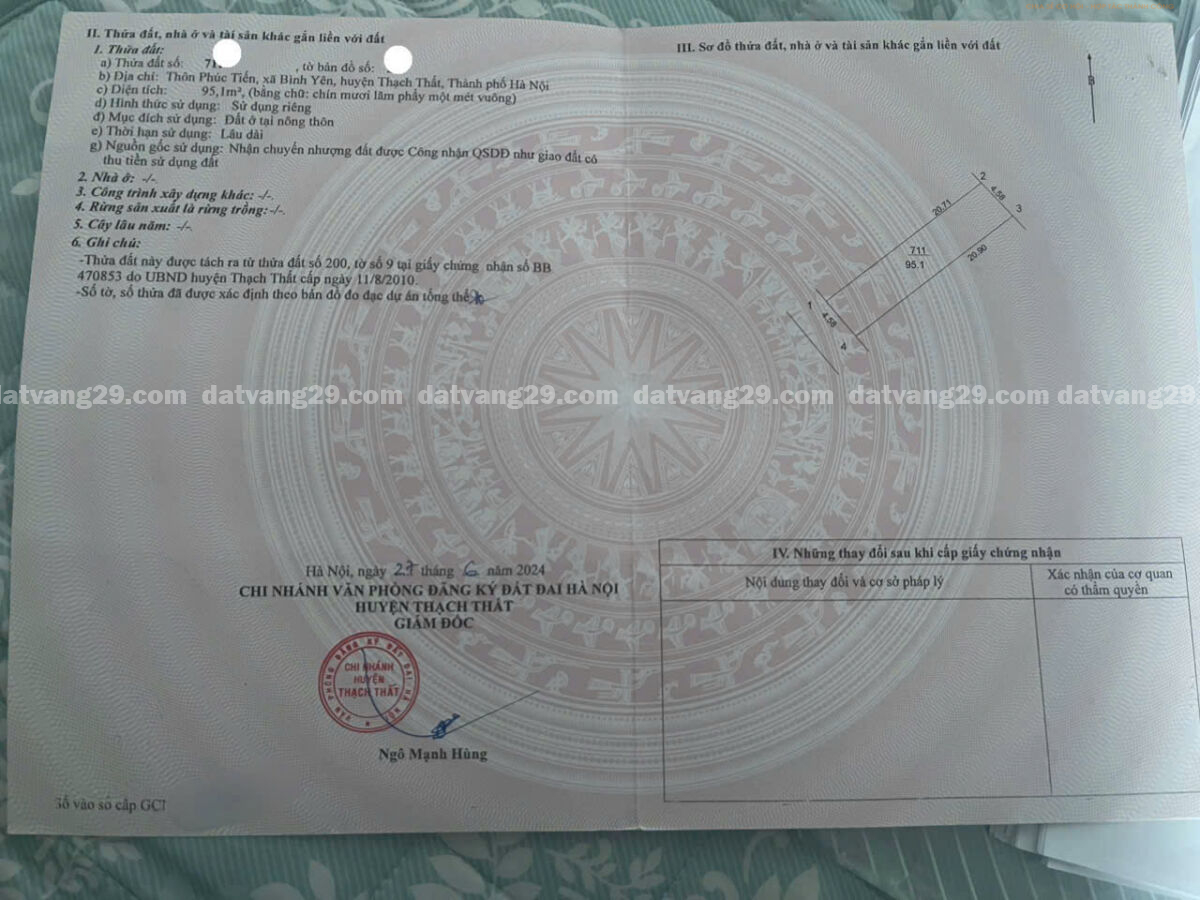 II. Thửa đất, nhà ở và tài sản khác gắn liền với đất
1. Thửa đất:
a) Thửa đất số: 71 , tờ bản đồ số:
b) Địa chỉ: Thôn Phúc Tiến, xã Bình Yên, huyện Thạch Thất, Thành phố Hà Nội
c) Diện tích: 95,1m², (bằng chữ: chín mươi lăm phẩy một mét vuông)
d) Hình thức sử dụng: Sử dụng riêng
đ) Mục đích sử dụng: Đất ở tại nông thôn
e) Thời hạn sử dụng: Lâu dài
g) Nguồn gốc sử dụng: Nhận chuyển nhượng đất được Công nhận QSDĐ như giao đất có
thu tiền sử dụng đất
2. Nhà ở: -/-.
3. Công trình xây dựng khác: -/-.
4. Rừng sản xuất là rừng trồng: -/-.
5. Cây lâu năm: -/-
6. Ghi chú:
-Thửa đất này được tách ra từ thửa đất số 200, tờ số 9 tại giấy chứng nhận số BB
470853 do UBND huyện Thạch Thất cấp ngày 11/8/2010.
-Số tờ, số thửa đã được xác định theo bản đồ đo đạc dự án tổng thể
III. Sơ đồ thửa đất, nhà ở và tài sản khác gắn liền với đất
B
2
4.58
3
20.71
711
95.1
20.90
1
4.58
4
datvang29.com datvang29.com datvang29.com datvang29.com datvang29.com datvang29
Hà Nội, ngày 27 tháng 6 năm 2024
CHI NHÁNH VĂN PHÒNG ĐĂNG KÝ ĐẤT ĐAI HÀ NỘI
HUYỆN THẠCH THẤT
GIÁM ĐỐC
VĂN PHÒNG ĐĂNG KÝ ĐẤT ĐAI HÀ NỘI
CHI NHÁNH
HUYỆN
THẠCH THẤT
Ngô Mạnh Hùng
Số vào sổ cấp GCN
IV. Những thay đổi sau khi cấp giấy chứng nhận
Nội dung thay đổi và cơ sở pháp lý
Xác nhận của cơ quan
có thẩm quyền